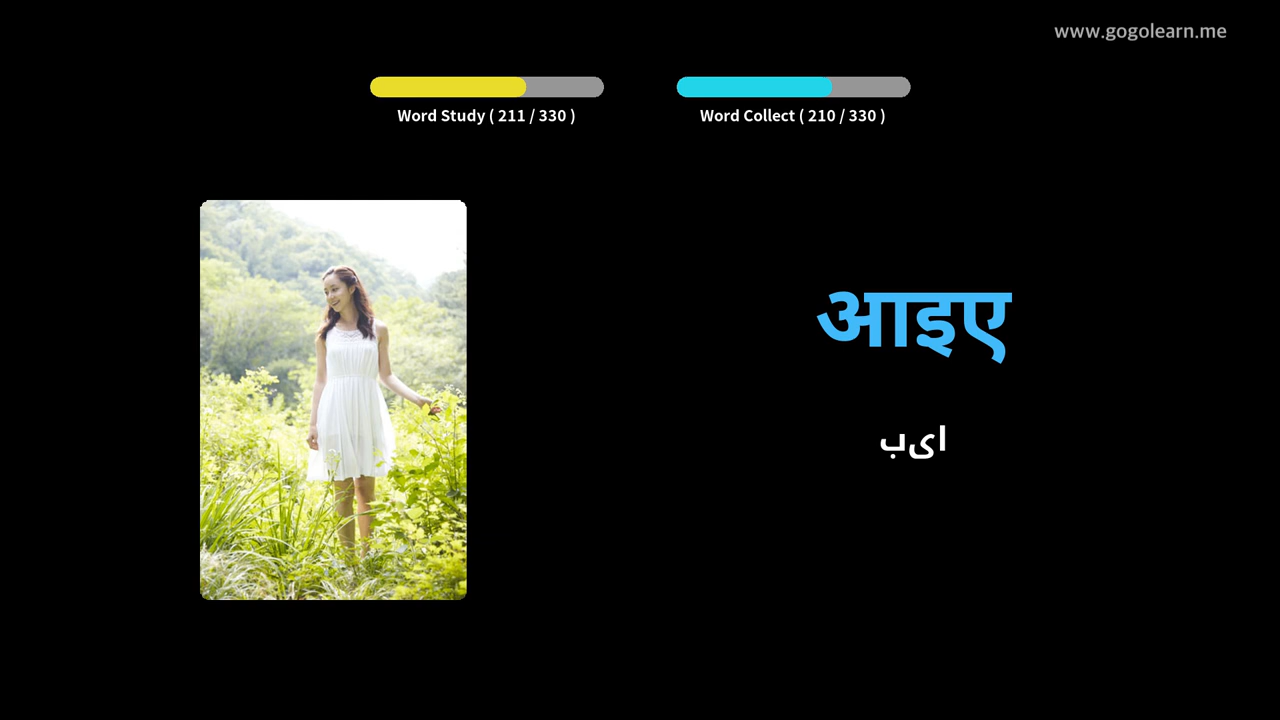 www.gogolearn.me
Word Study ( 211 / 330 )
Word Collect ( 210 / 330 )
आइए
ای‌ب